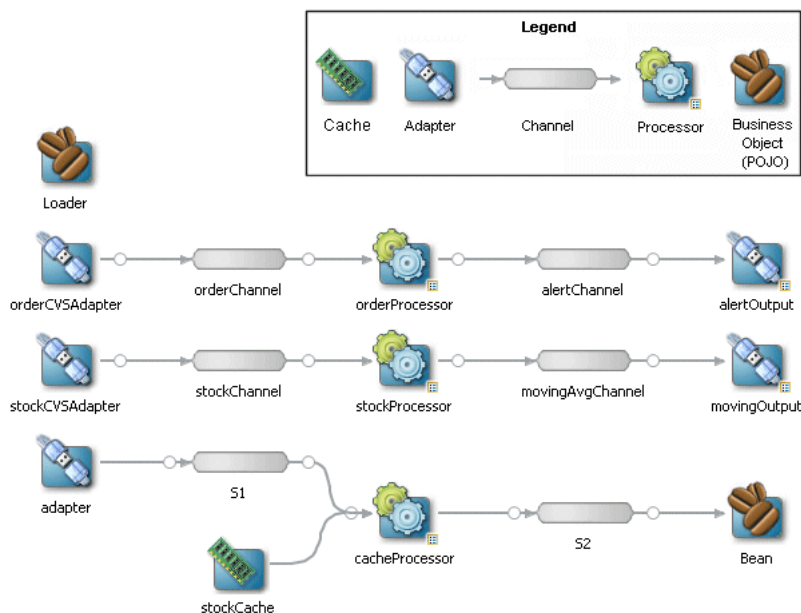 Legend
Cache Adapter Channel Processor Business
Object
(POJO)
Loader
orderCVSAdapter orderChannel orderProcessor alertChannel alertOutput
stockCVSAdapter stockChannel stockProcessor movingAvgChannel movingOutput
adapter S1 cacheProcessor S2 Bean
stockCache